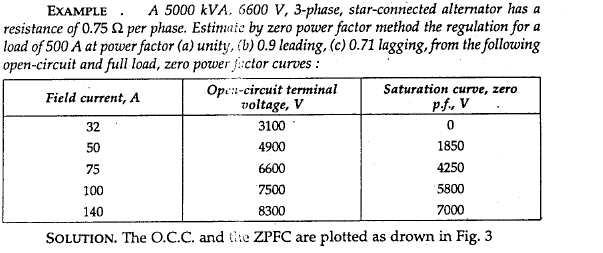 EXAMPLE . A 5000 kVA. 6600 V, 3-phase, star-connected alternator has a
resistance of 0.75 Ω per phase. Estimate by zero power factor method the regulation for a
load of 500 A at power factor (a) unity, (b) 0.9 leading, (c) 0.71 lagging, from the following
open-circuit and full load, zero power factor curves :
Field current, A Open-circuit terminal voltage, V Saturation curve, zero p.f., V
32 3100 0
50 4900 1850
75 6600 4250
100 7500 5800
140 8300 7000
SOLUTION. The O.C.C. and the ZPFC are plotted as drown in Fig. 3